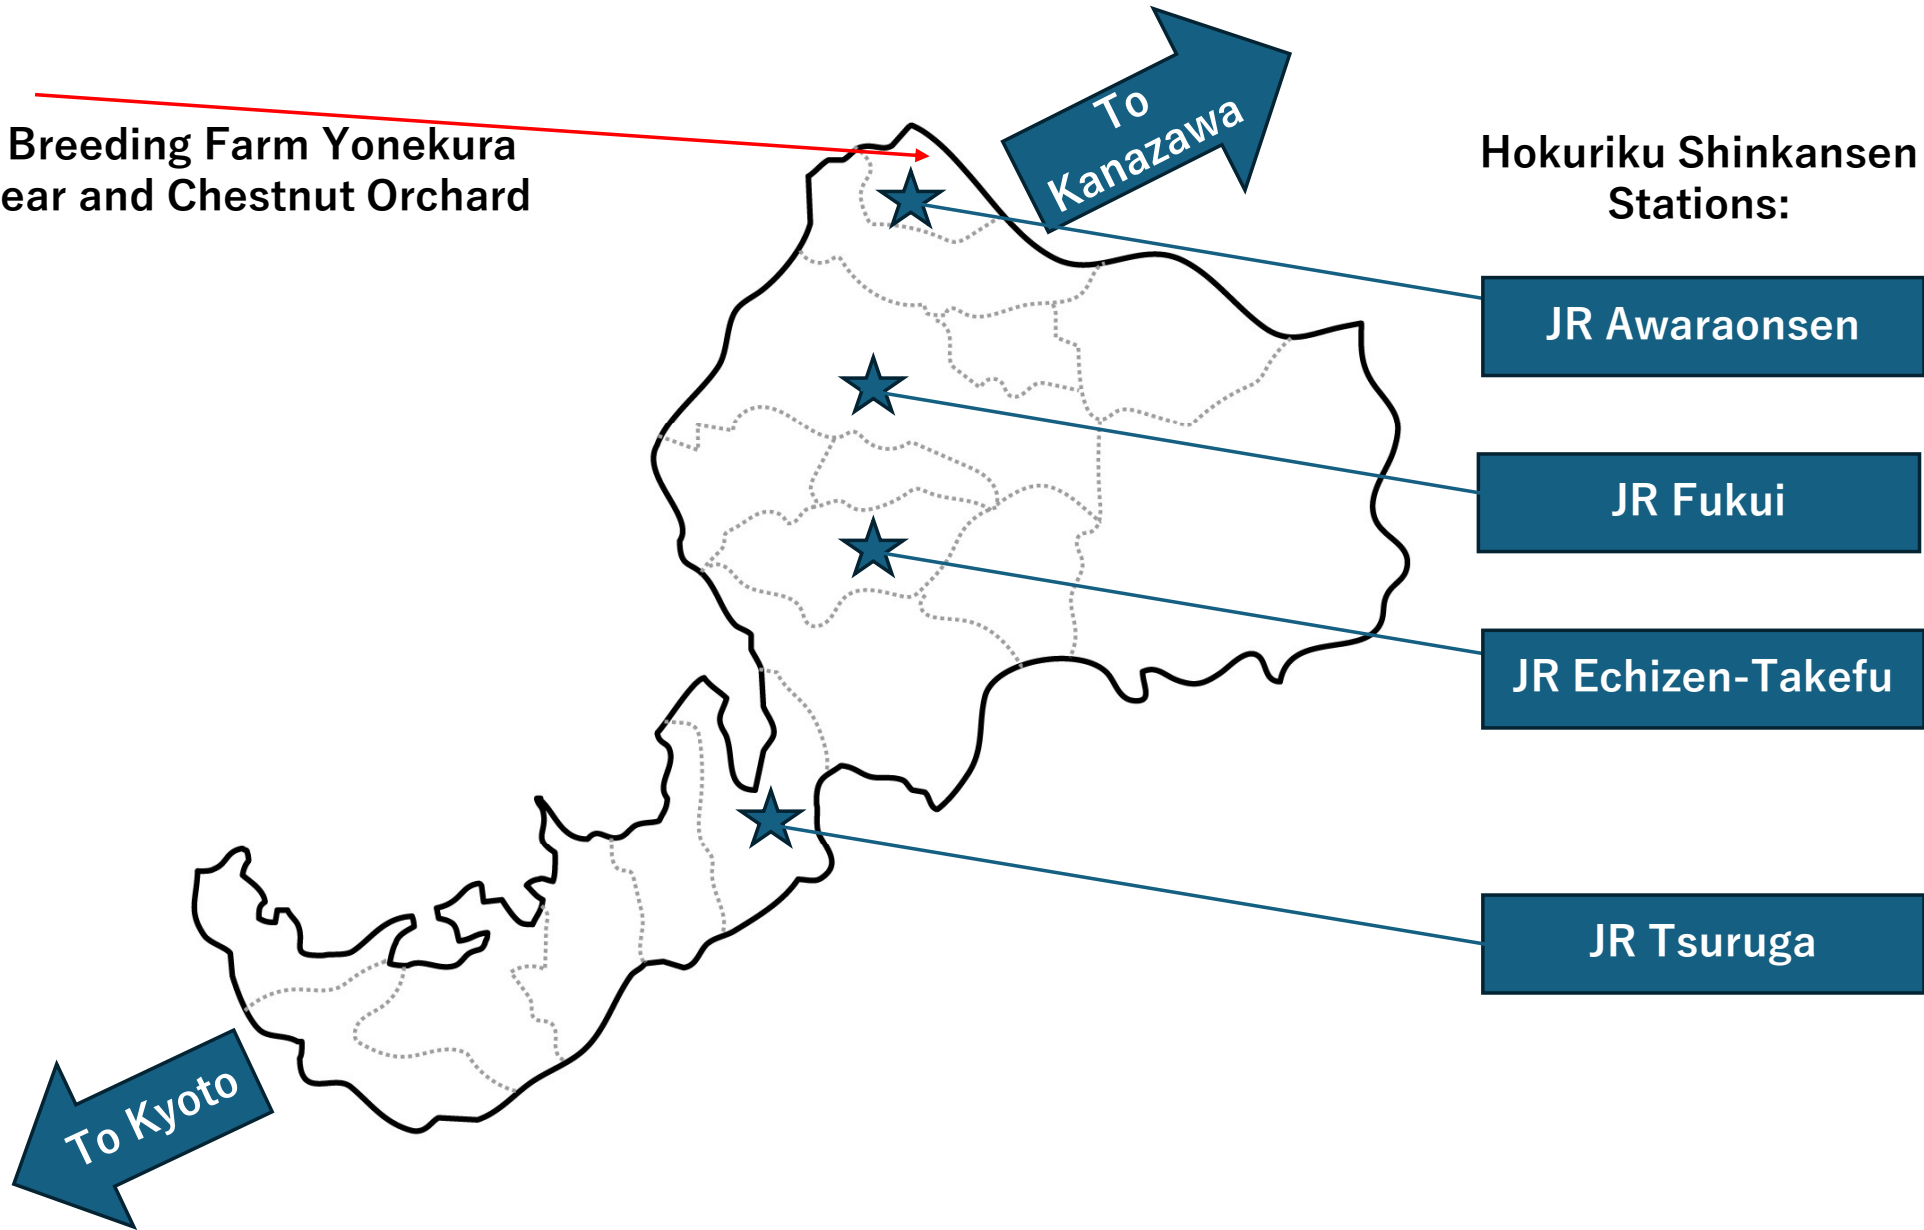 To
Kanazawa
Breeding Farm Yonekura
ear and Chestnut Orchard
Hokuriku Shinkansen
Stations:
JR Awaraonsen
JR Fukui
JR Echizen-Takefu
JR Tsuruga
To Kyoto